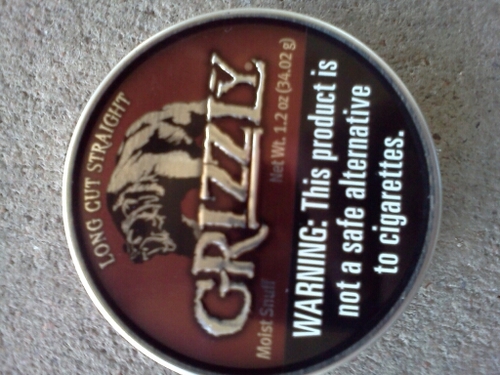 LONG CUT STRAIGHT
GRIZZLY
Moist Snuff Net Wt. 1.2 oz (34.02 g)
WARNING: This product is
not a safe alternative
to cigarettes.